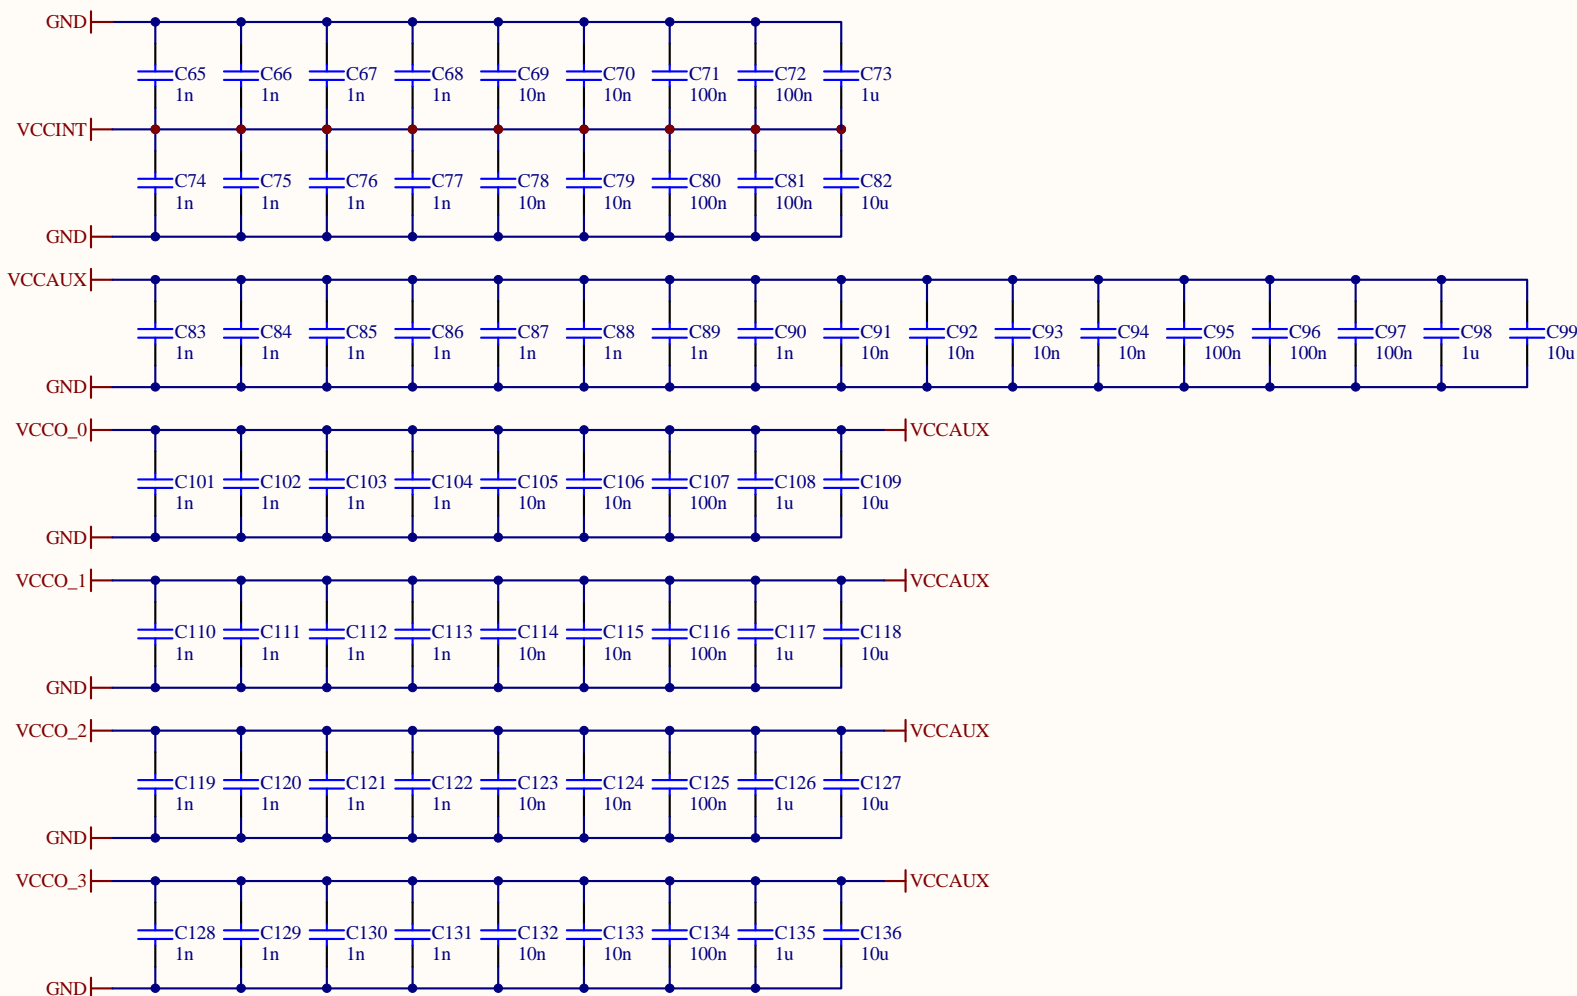 GND
C65 C66 C67 C68 C69 C70 C71 C72 C73
1n 1n 1n 1n 10n 10n 100n 100n 1u
VCCINT
C74 C75 C76 C77 C78 C79 C80 C81 C82
1n 1n 1n 1n 10n 10n 100n 100n 10u
GND
VCCAUX
C83 C84 C85 C86 C87 C88 C89 C90 C91 C92 C93 C94 C95 C96 C97 C98 C99
1n 1n 1n 1n 1n 1n 1n 1n 10n 10n 10n 10n 100n 100n 100n 1u 10u
GND
VCCO_0 VCCAUX
C101 C102 C103 C104 C105 C106 C107 C108 C109
1n 1n 1n 1n 10n 10n 100n 1u 10u
GND
VCCO_1 VCCAUX
C110 C111 C112 C113 C114 C115 C116 C117 C118
1n 1n 1n 1n 10n 10n 100n 1u 10u
GND
VCCO_2 VCCAUX
C119 C120 C121 C122 C123 C124 C125 C126 C127
1n 1n 1n 1n 10n 10n 100n 1u 10u
GND
VCCO_3 VCCAUX
C128 C129 C130 C131 C132 C133 C134 C135 C136
1n 1n 1n 1n 10n 10n 100n 1u 10u
GND